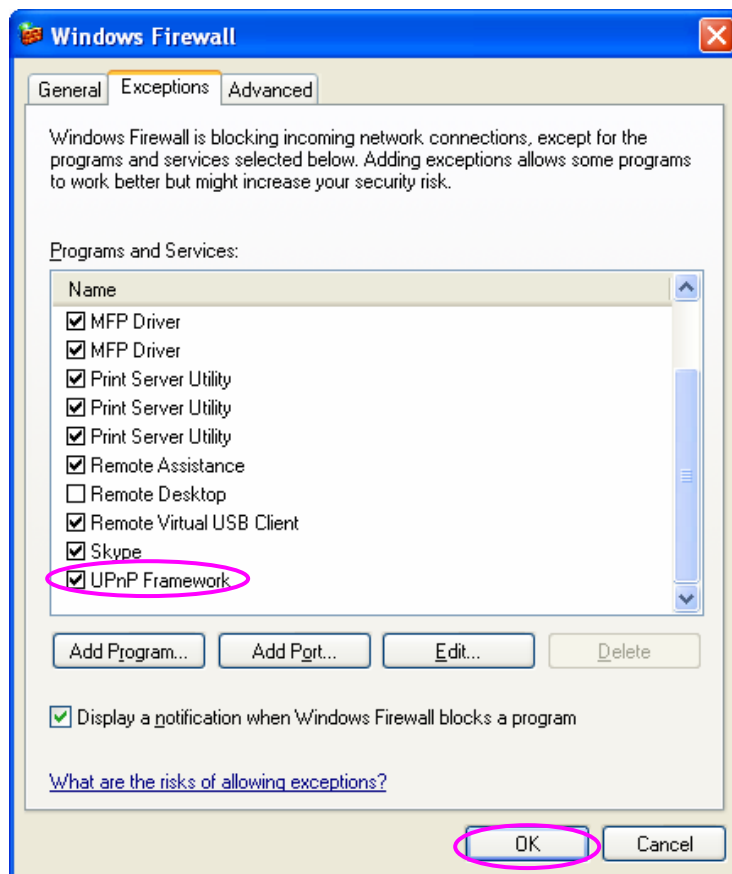 Windows Firewall
General Exceptions Advanced
Windows Firewall is blocking incoming network connections, except for the
programs and services selected below. Adding exceptions allows some programs
to work better but might increase your security risk.
Programs and Services:
Name
MFP Driver
MFP Driver
Print Server Utility
Print Server Utility
Print Server Utility
Remote Assistance
Remote Desktop
Remote Virtual USB Client
Skype
UPnP Framework
Add Program... Add Port... Edit... Delete
Display a notification when Windows Firewall blocks a program
What are the risks of allowing exceptions?
OK Cancel